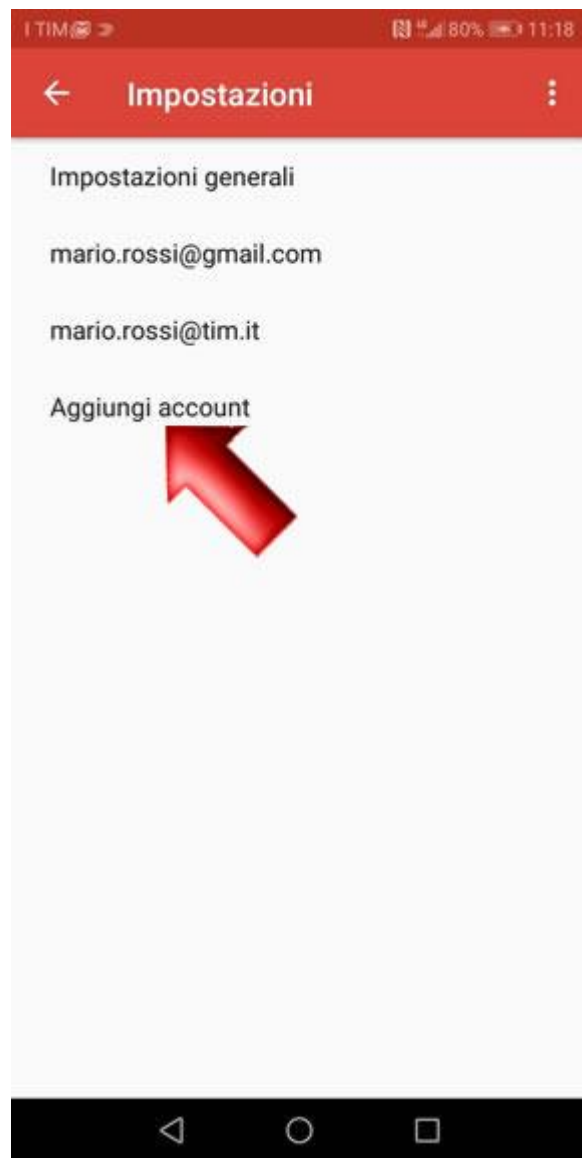 I TIM
80% 11:18
Impostazioni
Impostazioni generali
mario.rossi@gmail.com
mario.rossi@tim.it
Aggiungi account